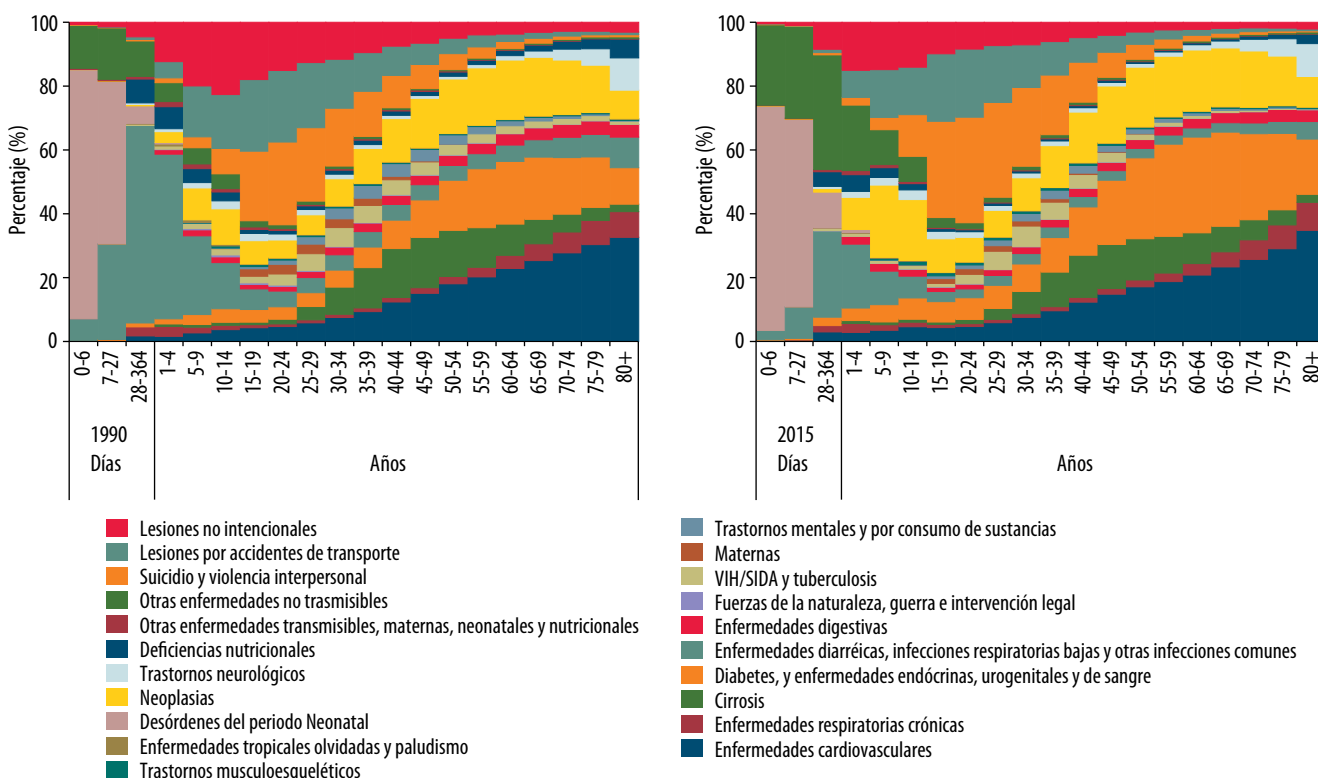 Porcentaje (%)
100
80
60
40
20
0
0-6
7-27
28-364
1-4
5-9
10-14
15-19
20-24
25-29
30-34
35-39
40-44
45-49
50-54
55-59
60-64
65-69
70-74
75-79
80+
1990
Días
Años
Porcentaje (%)
100
80
60
40
20
0
0-6
7-27
28-364
1-4
5-9
10-14
15-19
20-24
25-29
30-34
35-39
40-44
45-49
50-54
55-59
60-64
65-69
70-74
75-79
80+
2015
Días
Años
Lesiones no intencionales
Lesiones por accidentes de transporte
Suicidio y violencia interpersonal
Otras enfermedades no trasmisibles
Otras enfermedades transmisibles, maternas, neonatales y nutricionales
Deficiencias nutricionales
Trastornos neurológicos
Neoplasias
Desórdenes del periodo Neonatal
Enfermedades tropicales olvidadas y paludismo
Trastornos musculoesqueléticos
Trastornos mentales y por consumo de sustancias
Maternas
VIH/SIDA y tuberculosis
Fuerzas de la naturaleza, guerra e intervención legal
Enfermedades digestivas
Enfermedades diarréicas, infecciones respiratorias bajas y otras infecciones comunes
Diabetes, y enfermedades endócrinas, urogenitales y de sangre
Cirrosis
Enfermedades respiratorias crónicas
Enfermedades cardiovasculares